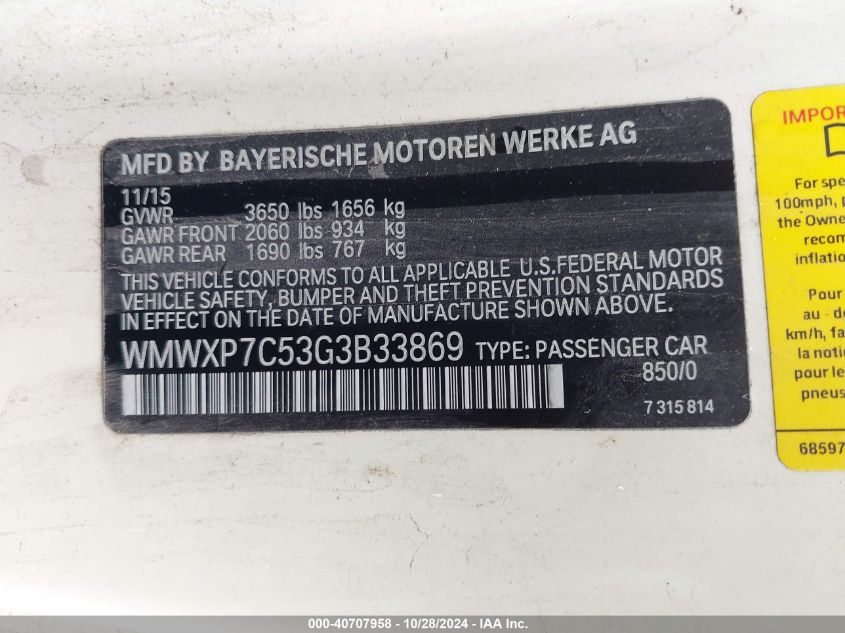 MFD BY BAYERISCHE MOTOREN WERKE AG
11/15
GVWR 3650 lbs 1656 kg
GAWR FRONT 2060 lbs 934 kg
GAWR REAR 1690 lbs 767 kg
THIS VEHICLE CONFORMS TO ALL APPLICABLE U.S.FEDERAL MOTOR
VEHICLE SAFETY, BUMPER AND THEFT PREVENTION STANDARDS
IN EFFECT ON THE DATE OF MANUFACTURE SHOWN ABOVE.
WMWXP7C53G3B33869 TYPE: PASSENGER CAR
850/0
7 315 814
IMPOR
For spe
100mph, p
the Owne
recom
inflatio
Pour
au - de
km/h, fa
la notic
pour le
pneus
68597
000-40707958 - 10/28/2024 - IAA Inc.